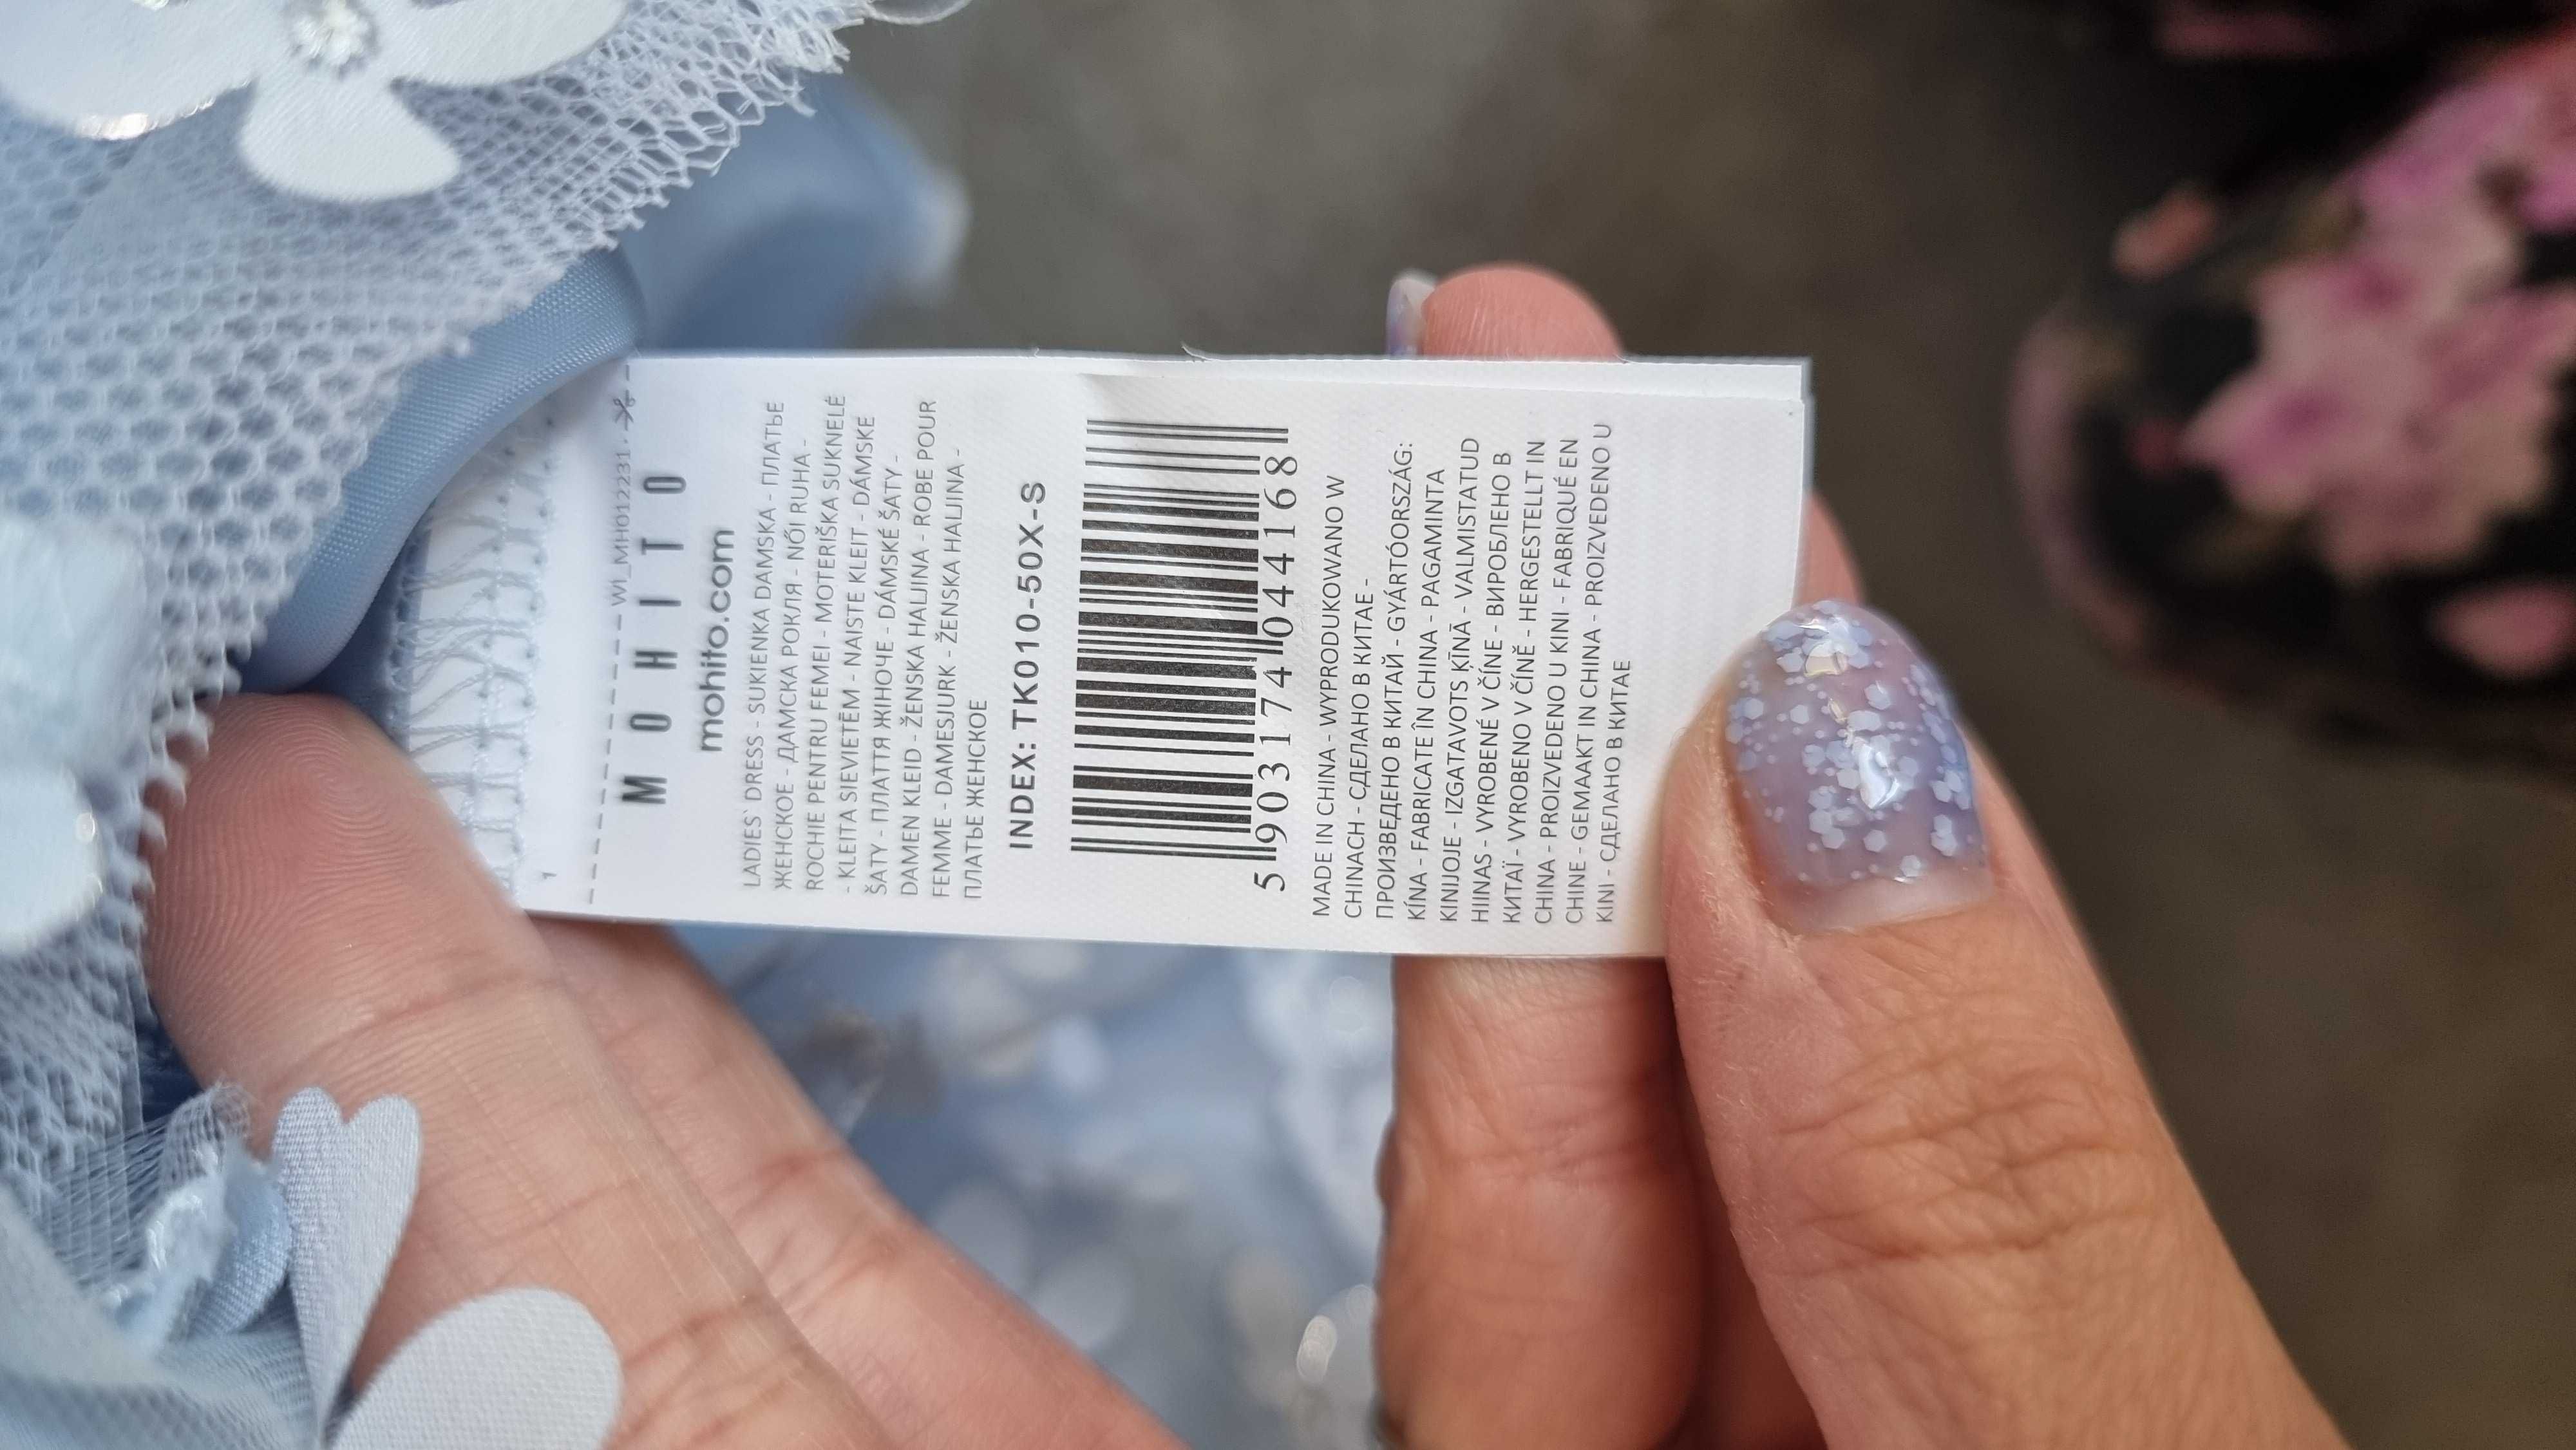 1
WI_MH012231.
MOHITO
mohito.com
LADIES` DRESS - SUKIENKA DAMSKA - ПЛАТЬЕ
ЖЕНСКОЕ - ДАМСКА РОКЛЯ - NŐI RUHA -
ROCHIE PENTRU FEMEI - MOTERIŠKA SUKNELĖ
- KLEITA SIEVIETĒM - NAISTE KLEIT - DÁMSKE
ŠATY - ПЛАТТЯ ЖІНОЧЕ - DÁMSKÉ ŠATY -
DAMEN KLEID - ŽENSKA HALJINA - ROBE POUR
FEMME - DAMESJURK - ŽENSKA HALJINA -
ПЛАТЬЕ ЖЕНСКОЕ
INDEX: TK010-50X-S
5903174044168
MADE IN CHINA - WYPRODUKOWANO W
CHINACH - СДЕЛАНО В КИТАЕ -
ПРОИЗВЕДЕНО В КИТАЙ - GYÁRTÓORSZÁG:
KÍNA - FABRICATE ÎN CHINA - PAGAMINTA
KINIJOJE - IZGATAVOTS ĶĪNĀ - VALMISTATUD
HIINAS - VYROBENÉ V ČÍNE - ВИРОБЛЕНО В
КИТАЇ - VYROBENO V ČÍNĚ - HERGESTELLT IN
CHINA - PROIZVEDENO U KINI - FABRIQUÉ EN
CHINE - GEMAAKT IN CHINA - PROIZVEDENO U
KINI - СДЕЛАНО В КИТАЕ